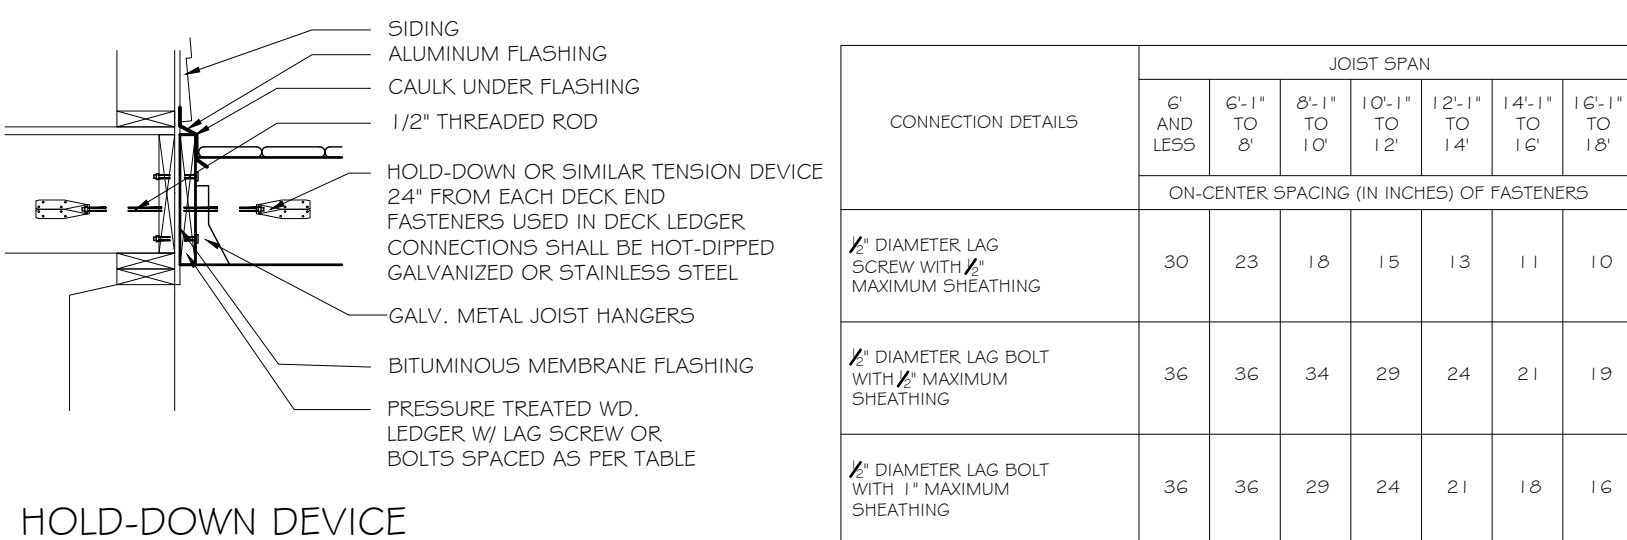 SIDING
ALUMINUM FLASHING
CAULK UNDER FLASHING
1/2" THREADED ROD
HOLD-DOWN OR SIMILAR TENSION DEVICE
24" FROM EACH DECK END
FASTENERS USED IN DECK LEDGER
CONNECTIONS SHALL BE HOT-DIPPED
GALVANIZED OR STAINLESS STEEL
GALV. METAL JOIST HANGERS
BITUMINOUS MEMBRANE FLASHING
PRESSURE TREATED WD.
LEDGER W/ LAG SCREW OR
BOLTS SPACED AS PER TABLE
HOLD-DOWN DEVICE
CONNECTION DETAILS
JOIST SPAN
6' AND LESS
6'-1" TO 8'
8'-1" TO 10'
10'-1" TO 12'
12'-1" TO 14'
14'-1" TO 16'
16'-1" TO 18'
ON-CENTER SPACING (IN INCHES) OF FASTENERS
1/2" DIAMETER LAG
SCREW WITH 1/2"
MAXIMUM SHEATHING
30 23 18 15 13 11 10
1/2" DIAMETER LAG BOLT
WITH 1/2" MAXIMUM
SHEATHING
36 36 34 29 24 21 19
1/2" DIAMETER LAG BOLT
WITH 1" MAXIMUM
SHEATHING
36 36 29 24 21 18 16